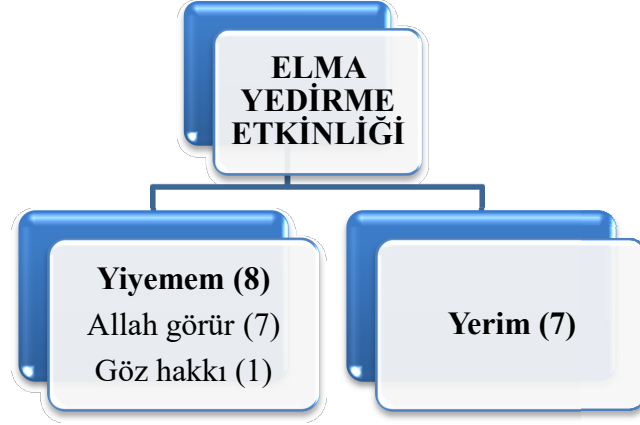 ELMA
YEDİRME
ETKİNLİĞİ
Yiyemem (8)
Allah görür (7)
Göz hakkı (1)
Yerim (7)